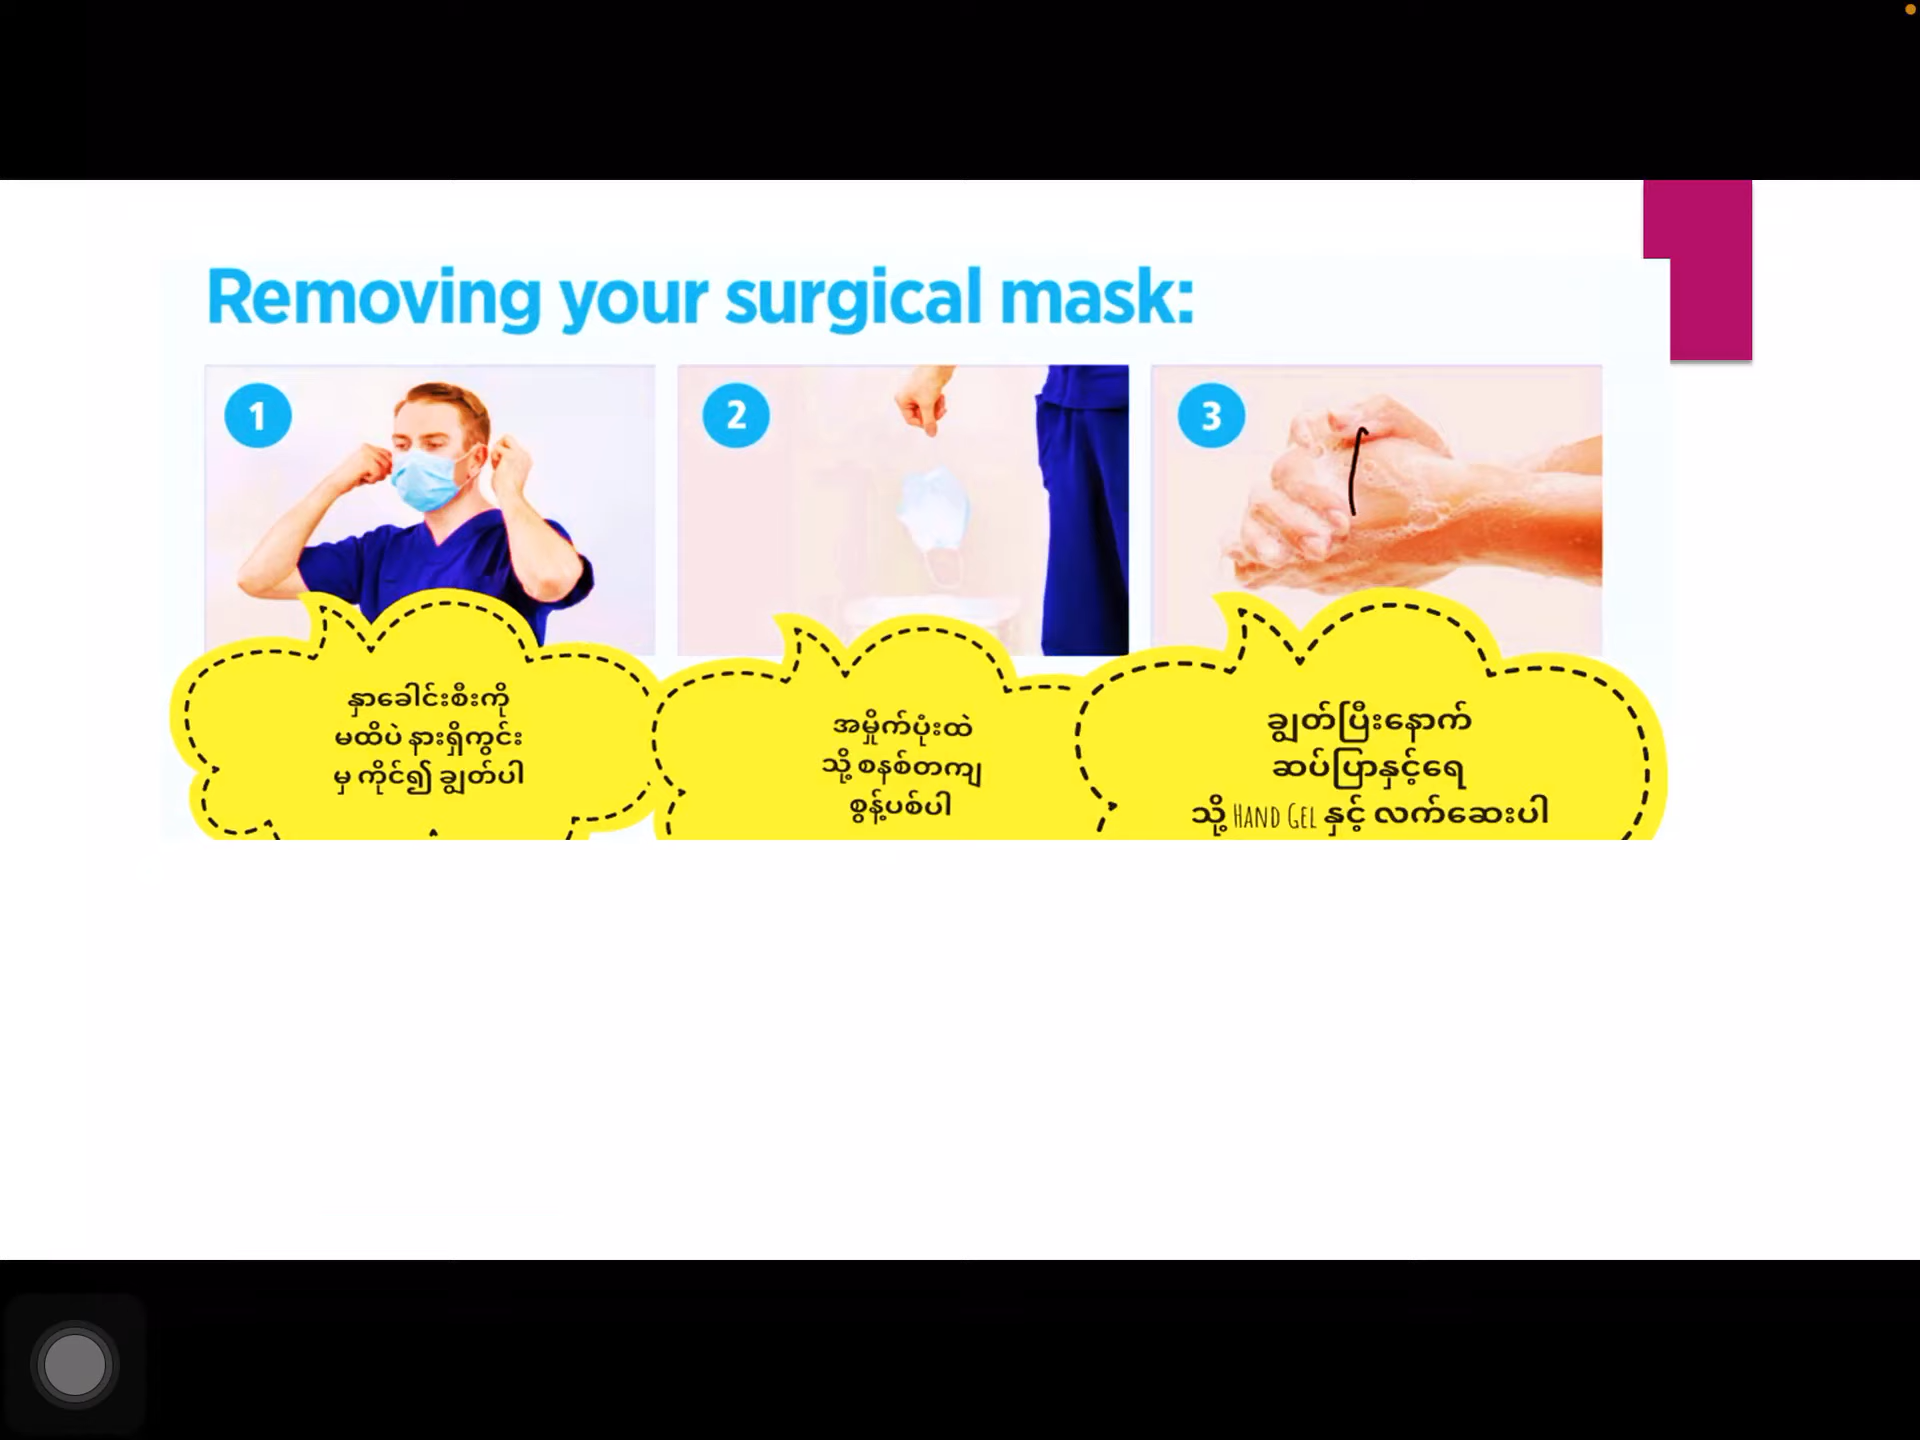 Removing your surgical mask:
1
2
3
နှာခေါင်းစီးကို
မထိပဲ နားရှိကွင်း
မှ ကိုင်၍ ချွတ်ပါ
အမှိုက်ပုံးထဲ
သို့ စနစ်တကျ
စွန့်ပစ်ပါ
ချွတ်ပြီးနောက်
ဆပ်ပြာနှင့်ရေ
သို့ HAND GEL နှင့် လက်ဆေးပါ